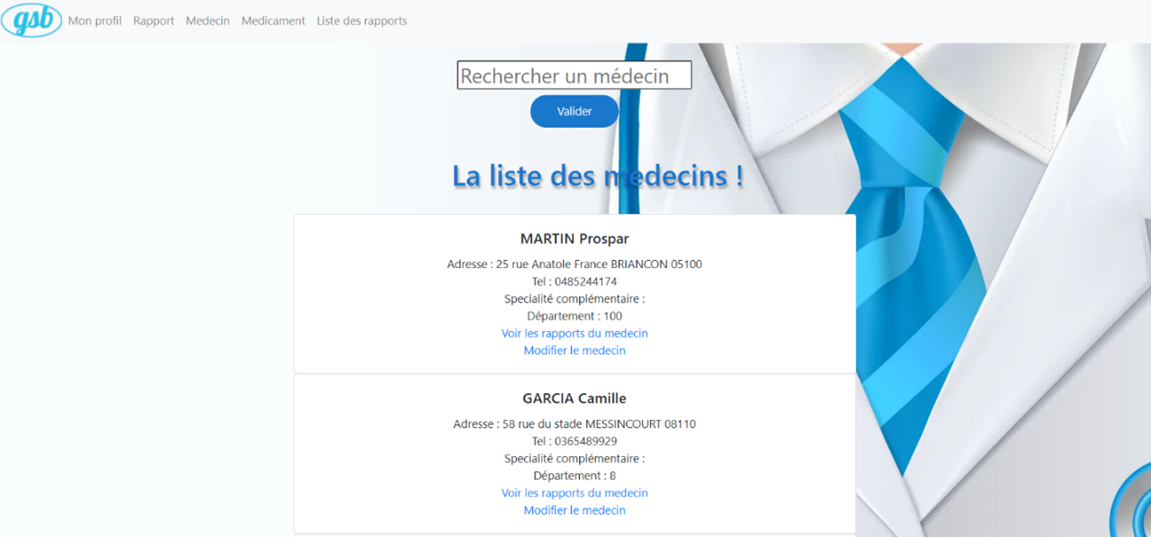 gsb Mon profil Rapport Medecin Medicament Liste des rapports
Rechercher un médecin
Valider
La liste des medecins !
MARTIN Prospar
Adresse : 25 rue Anatole France BRIANCON 05100
Tel : 0485244174
Specialité complémentaire :
Département : 100
Voir les rapports du medecin
Modifier le medecin
GARCIA Camille
Adresse : 58 rue du stade MESSINCOURT 08110
Tel : 0365489929
Specialité complémentaire :
Département : 8
Voir les rapports du medecin
Modifier le medecin